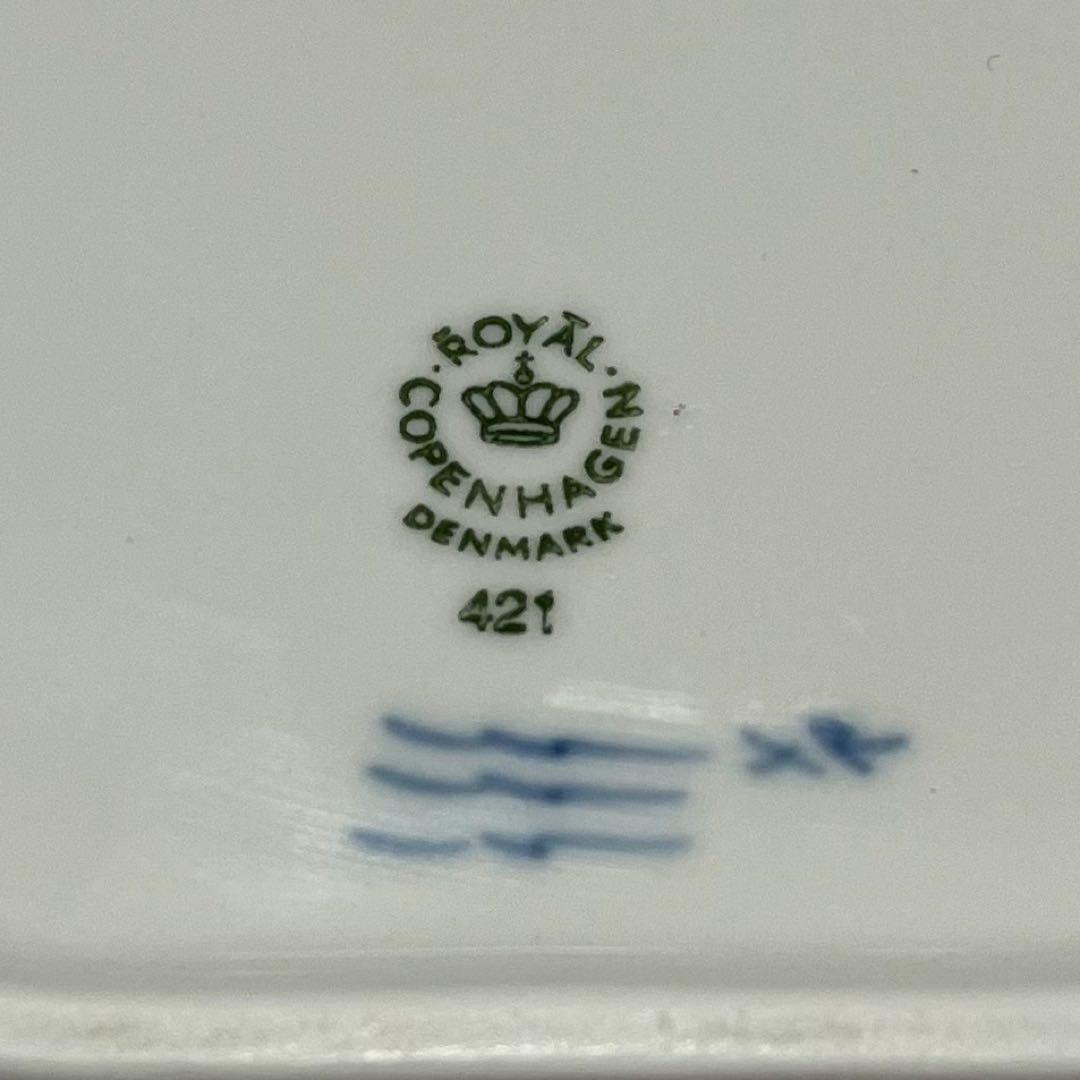 ROYAL
COPENHAGEN
DENMARK
421